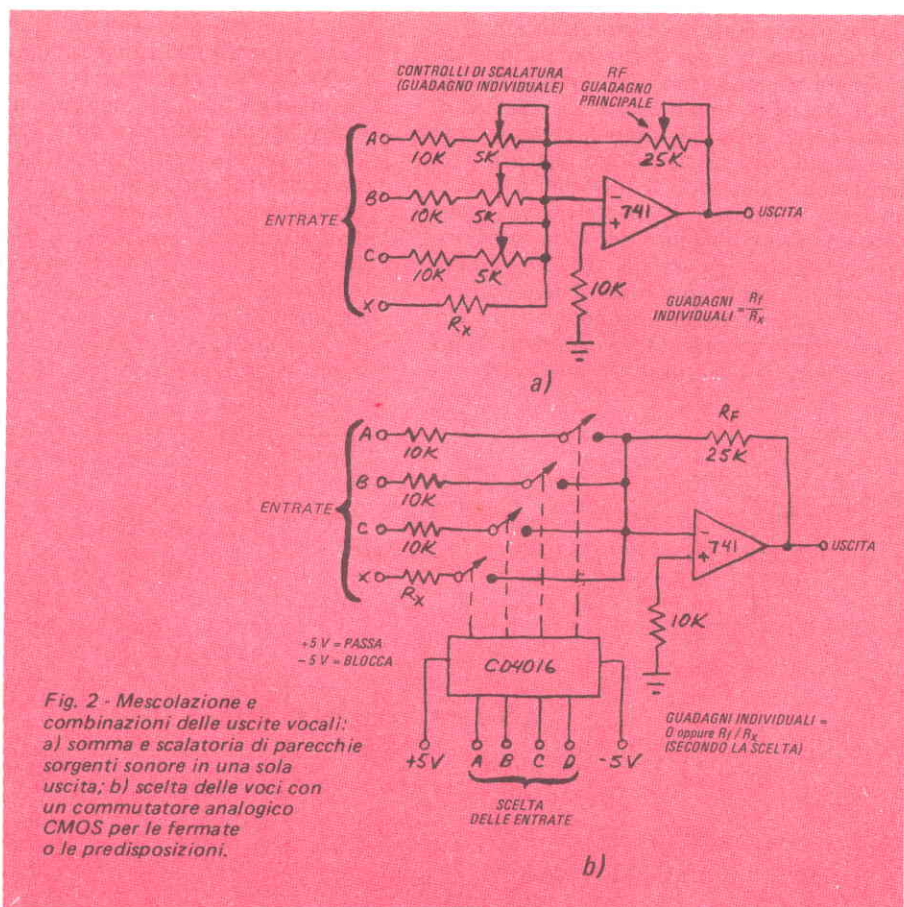 CONTROLLI DI SCALATURA
(GUADAGNO INDIVIDUALE)
RF
GUADAGNO
PRINCIPALE
A
10K
5K
25K
B
10K
5K
ENTRATE
741
-
+
USCITA
C
10K
5K
10K
X
Rx
GUADAGNI
INDIVIDUALI = Rf/Rx
a)
A
10K
RF
25K
B
10K
ENTRATE
C
10K
741
-
+
USCITA
X
Rx
10K
+5 V = PASSA
-5 V = BLOCCA
CD4016
Fig. 2 - Mescolazione e
combinazioni delle uscite vocali:
a) somma e scalatoria di parecchie
sorgenti sonore in una sola
uscita; b) scelta delle voci con
un commutatore analogico
CMOS per le fermate
o le predisposizioni.
+5V
A B C D
-5V
SCELTA
DELLE ENTRATE
GUADAGNI INDIVIDUALI =
0 oppure Rf / Rx
(SECONDO LA SCELTA)
b)